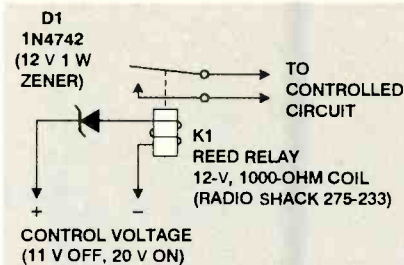 D1
1N4742
(12 V 1 W
ZENER)
TO
CONTROLLED
CIRCUIT
K1
REED RELAY
12-V, 1000-OHM COIL
(RADIO SHACK 275-233)
+
−
CONTROL VOLTAGE
(11 V OFF, 20 V ON)